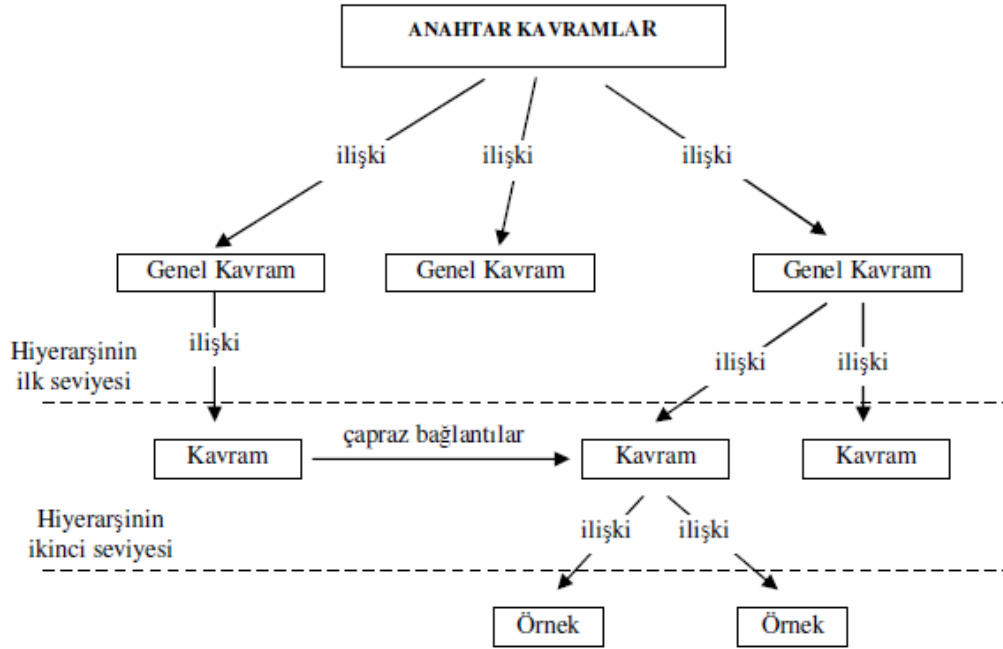 ANAHTAR KAVRAMLAR
ilişki
ilişki
ilişki
Genel Kavram
Genel Kavram
Genel Kavram
ilişki
Hiyerarşinin
ilk seviyesi
ilişki
ilişki
Kavram
çapraz bağlantılar
Kavram
Kavram
Hiyerarşinin
ikinci seviyesi
ilişki
ilişki
Örnek
Örnek